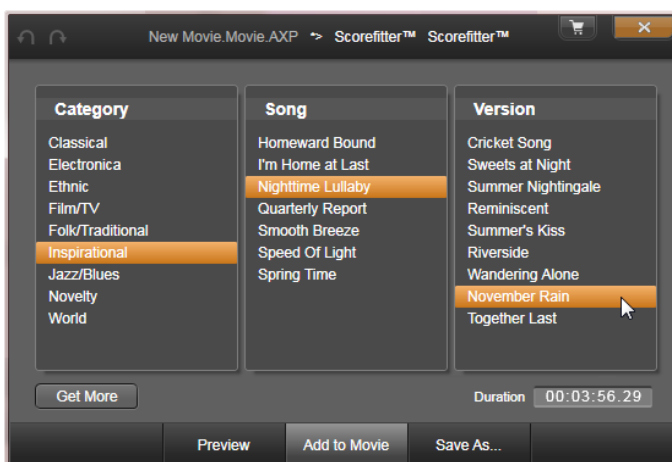 New Movie.Movie.AXP *> Scorefitter™ Scorefitter™
Category
Classical
Electronica
Ethnic
Film/TV
Folk/Traditional
Inspirational
Jazz/Blues
Novelty
World
Song
Homeward Bound
I'm Home at Last
Nighttime Lullaby
Quarterly Report
Smooth Breeze
Speed Of Light
Spring Time
Version
Cricket Song
Sweets at Night
Summer Nightingale
Reminiscent
Summer's Kiss
Riverside
Wandering Alone
November Rain
Together Last
Get More
Duration 00:03:56.29
Preview Add to Movie Save As...